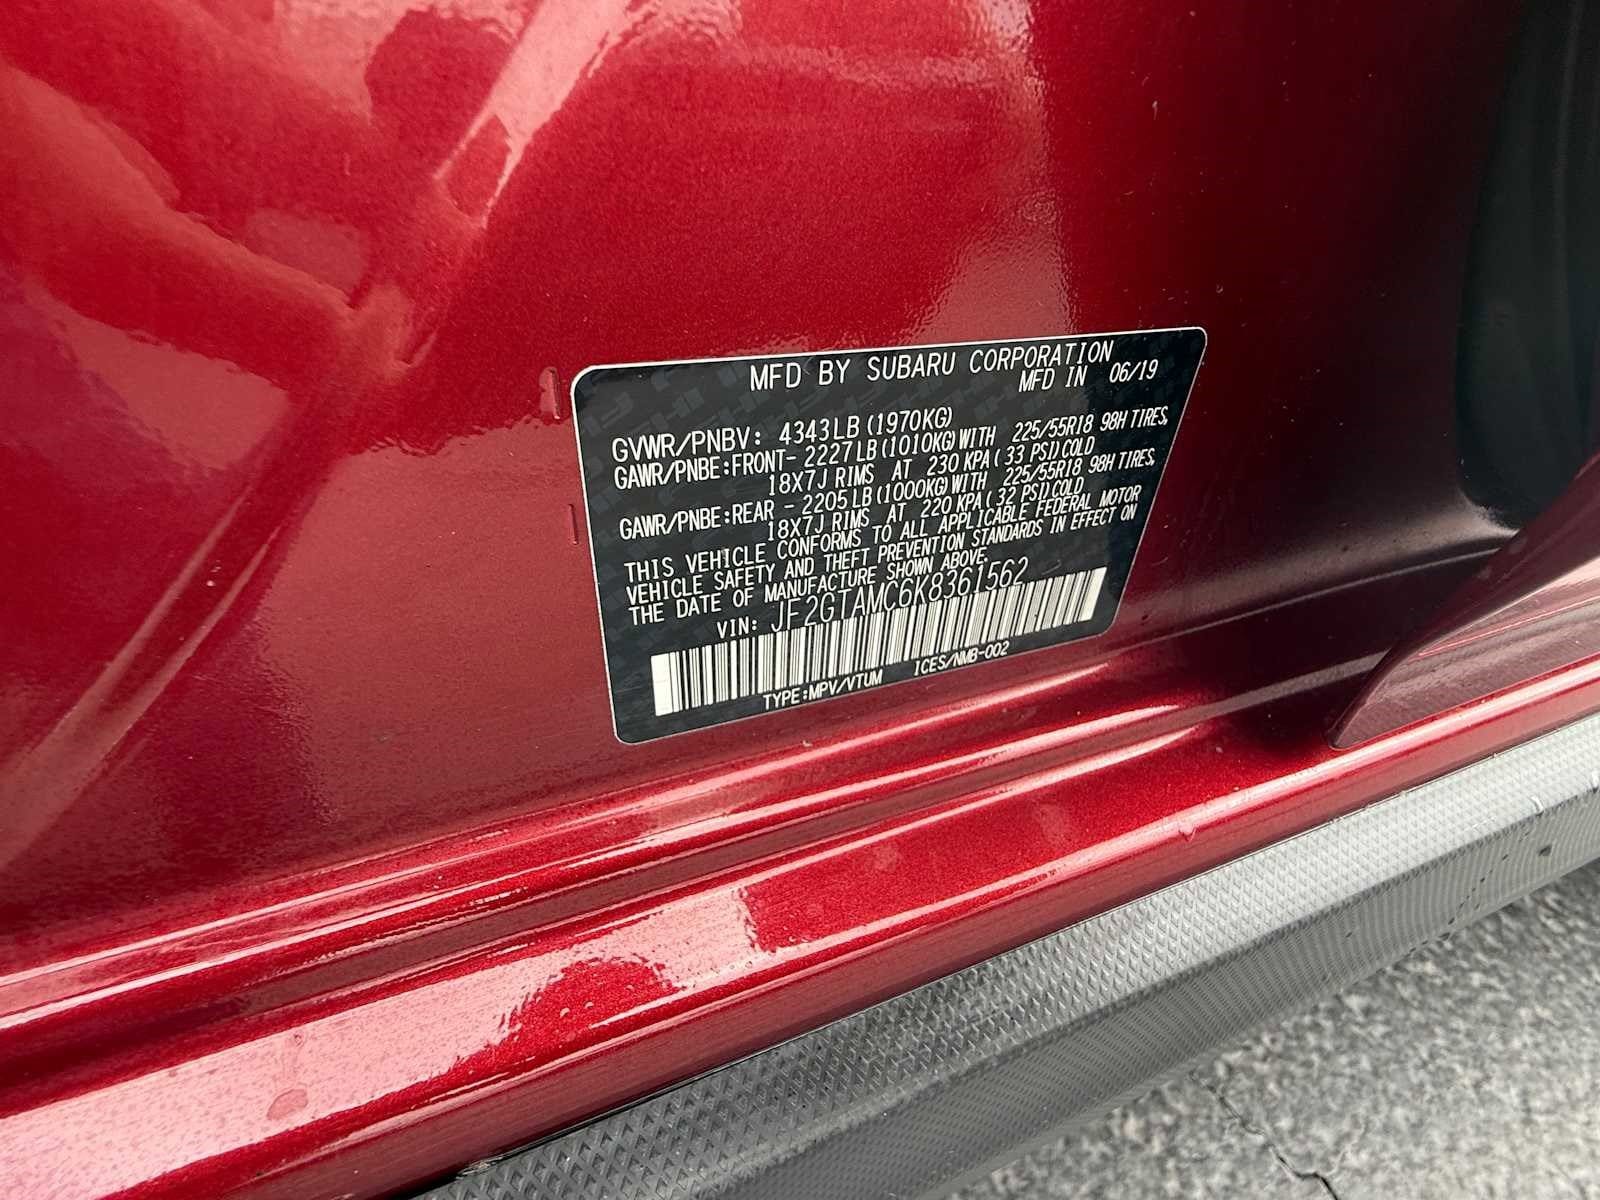 MFD BY SUBARU CORPORATION
MFD IN 06/19
GVWR/PNBV: 4343LB(1970KG)
GAWR/PNBE:FRONT- 2227LB(1010KG)WITH 225/55R18 98H TIRES,
18X7J RIMS AT 230 KPA(33 PSI)COLD
GAWR/PNBE:REAR - 2205LB(1000KG)WITH 225/55R18 98H TIRES,
18X7J RIMS AT 220 KPA(32 PSI)COLD
THIS VEHICLE CONFORMS TO ALL APPLICABLE FEDERAL MOTOR
VEHICLE SAFETY AND THEFT PREVENTION STANDARDS IN EFFECT ON
THE DATE OF MANUFACTURE SHOWN ABOVE.
VIN: JF2GTAMC6K8361562
TYPE:MPV/VTUM ICES/NMB-002